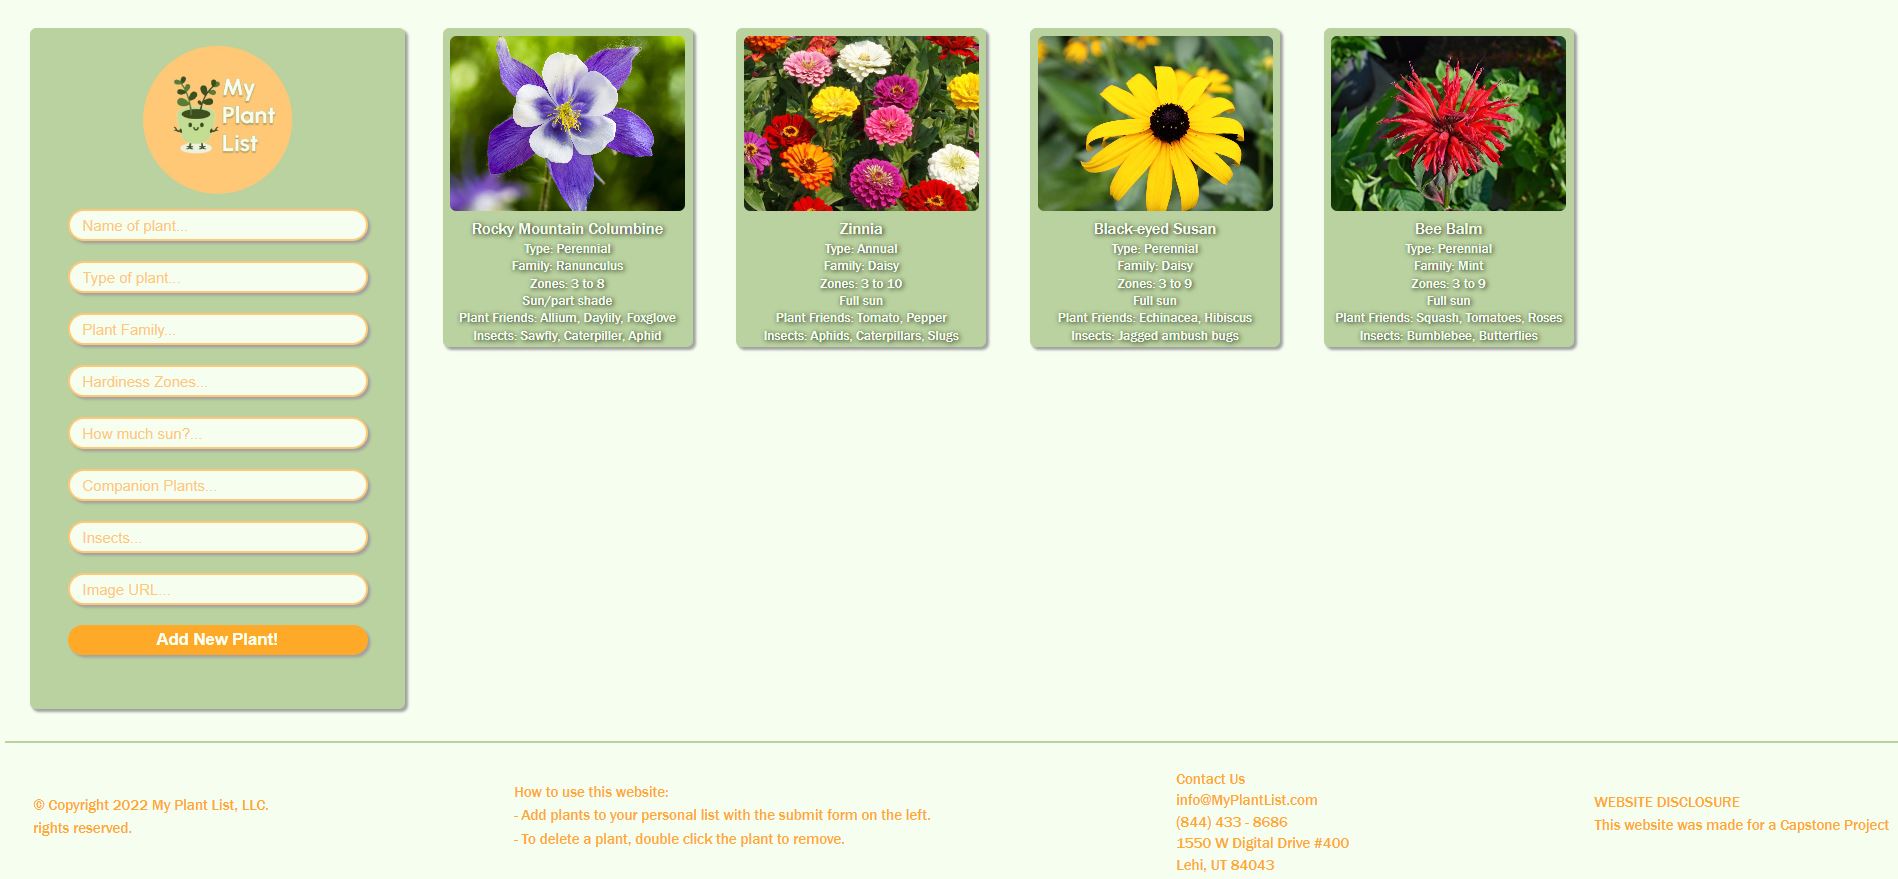 My
Plant
List
Name of plant...
Type of plant...
Plant Family...
Hardiness Zones...
How much sun?...
Companion Plants...
Insects...
Image URL...
Add New Plant!
Rocky Mountain Columbine
Type: Perennial
Family: Ranunculus
Zones: 3 to 8
Sun/part shade
Plant Friends: Allium, Daylily, Foxglove
Insects: Sawfly, Caterpiller, Aphid
Zinnia
Type: Annual
Family: Daisy
Zones: 3 to 10
Full sun
Plant Friends: Tomato, Pepper
Insects: Aphids, Caterpillars, Slugs
Black-eyed Susan
Type: Perennial
Family: Daisy
Zones: 3 to 9
Full sun
Plant Friends: Echinacea, Hibiscus
Insects: Jagged ambush bugs
Bee Balm
Type: Perennial
Family: Mint
Zones: 3 to 9
Full sun
Plant Friends: Squash, Tomatoes, Roses
Insects: Bumblebee, Butterflies
© Copyright 2022 My Plant List, LLC.
rights reserved.
How to use this website:
- Add plants to your personal list with the submit form on the left.
- To delete a plant, double click the plant to remove.
Contact Us
info@MyPlantList.com
(844) 433 - 8686
1550 W Digital Drive #400
Lehi, UT 84043
WEBSITE DISCLOSURE
This website was made for a Capstone Project